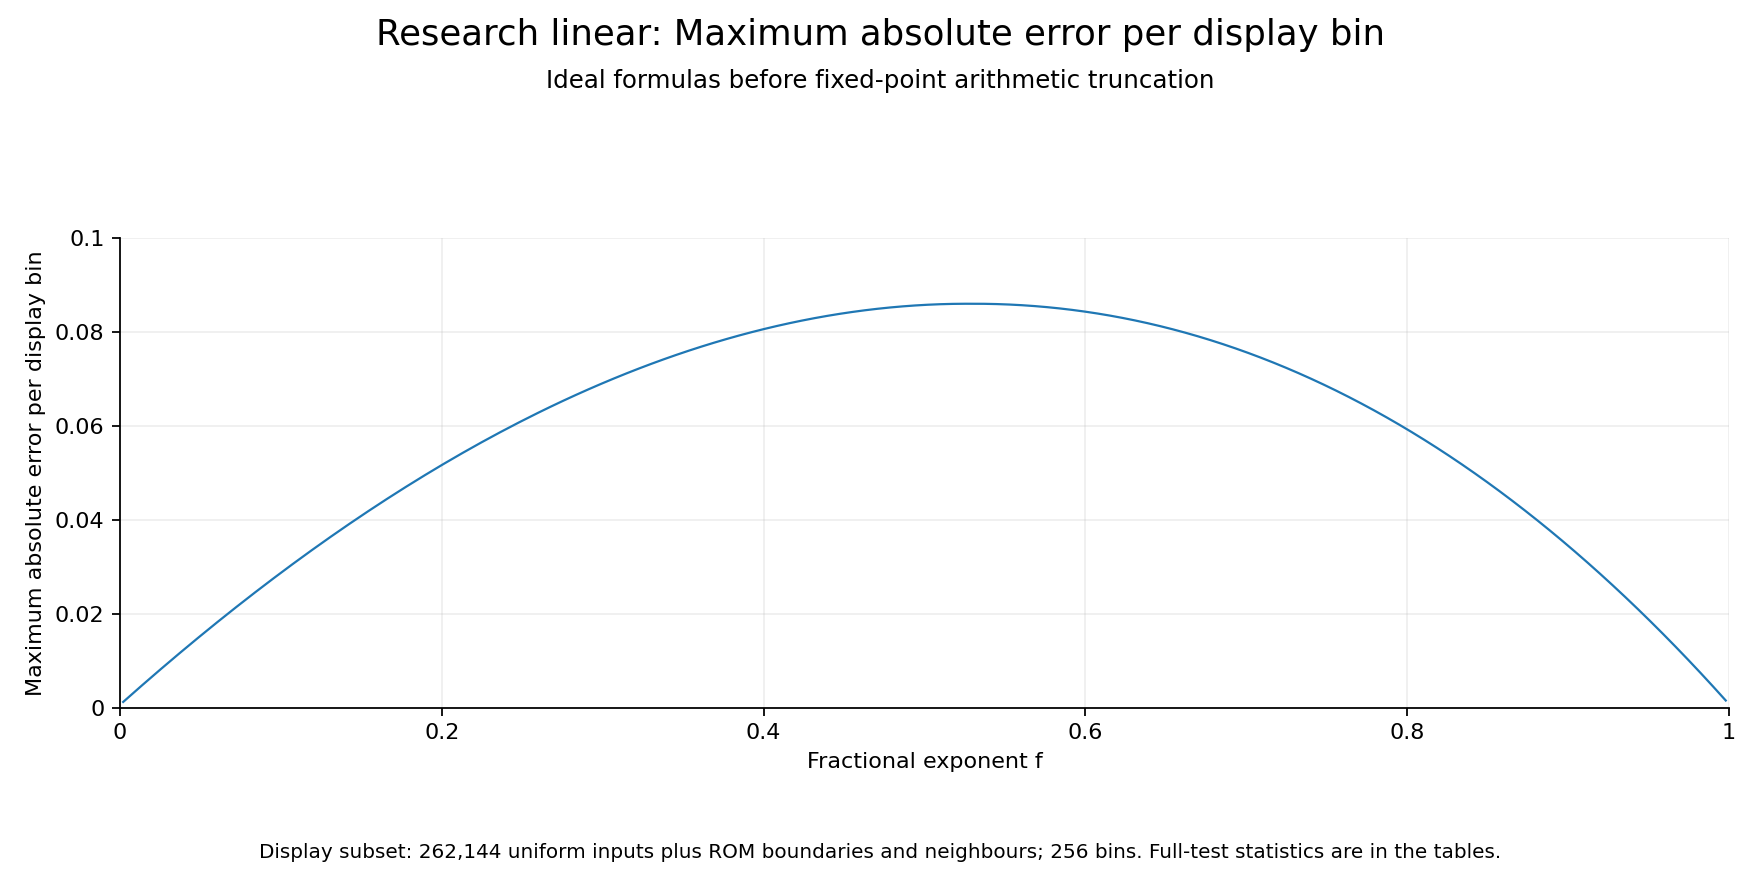 Research linear: Maximum absolute error per display bin
Ideal formulas before fixed-point arithmetic truncation
Maximum absolute error per display bin
0.1
0.08
0.06
0.04
0.02
0
0 0.2 0.4 0.6 0.8 1
Fractional exponent f
Display subset: 262,144 uniform inputs plus ROM boundaries and neighbours; 256 bins. Full-test statistics are in the tables.